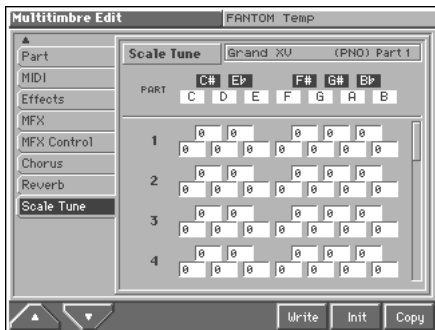 Multitimbre Edit FANTOM Temp
Part
MIDI
Effects
MFX
MFX Control
Chorus
Reverb
Scale Tune
Scale Tune Grand XV (PNO) Part 1
C# E♭ F# G# B♭
PART C D E F G A B
0 0 0 0 0
1 0 0 0 0 0 0 0
0 0 0 0 0
2 0 0 0 0 0 0 0
0 0 0 0 0
3 0 0 0 0 0 0 0
0 0 0 0 0
4 0 0 0 0 0 0 0
Write Init Copy